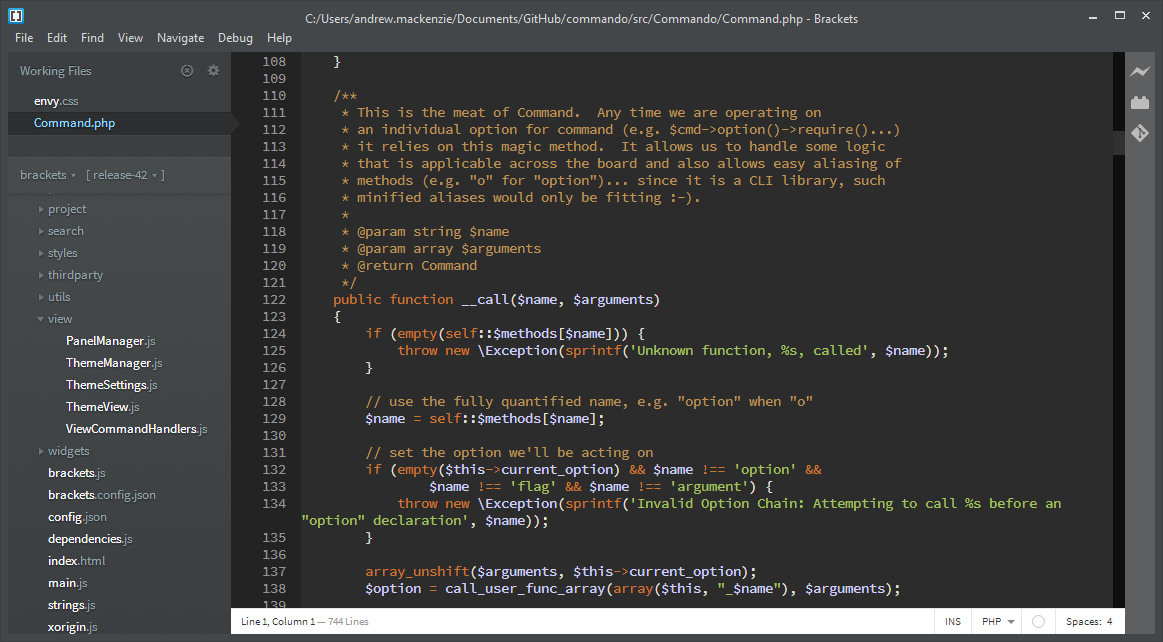 C:/Users/andrew.mackenzie/Documents/GitHub/commando/src/Commando/Command.php - Brackets
File Edit Find View Navigate Debug Help
Working Files
envy.css
Command.php
brackets [ release-42 ]
project
search
styles
thirdparty
utils
view
PanelManager.js
ThemeManager.js
ThemeSettings.js
ThemeView.js
ViewCommandHandlers.js
widgets
brackets.js
brackets.config.json
config.json
dependencies.js
index.html
main.js
strings.js
xorigin.js
108 }
109
110 /**
111 * This is the meat of Command.  Any time we are operating on
112 * an individual option for command (e.g. $cmd->option()->require()...)
113 * it relies on this magic method.  It allows us to handle some logic
114 * that is applicable across the board and also allows easy aliasing of
115 * methods (e.g. "o" for "option")... since it is a CLI library, such
116 * minified aliases would only be fitting :-).
117 *
118 * @param string $name
119 * @param array $arguments
120 * @return Command
121 */
122 public function __call($name, $arguments)
123 {
124 if (empty(self::$methods[$name])) {
125 throw new \Exception(sprintf('Unknown function, %s, called', $name));
126 }
127
128 // use the fully quantified name, e.g. "option" when "o"
129 $name = self::$methods[$name];
130
131 // set the option we'll be acting on
132 if (empty($this->current_option) && $name !== 'option' &&
133 $name !== 'flag' && $name !== 'argument') {
134 throw new \Exception(sprintf('Invalid Option Chain: Attempting to call %s before an
"option" declaration', $name));
135 }
136
137 array_unshift($arguments, $this->current_option);
138 $option = call_user_func_array(array($this, "_$name"), $arguments);
139
Line 1, Column 1 — 744 Lines INS PHP Spaces: 4